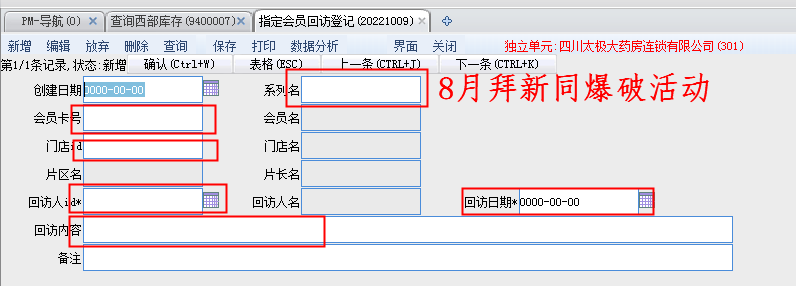 PM-导航(0) 查询西部库存(9400007) 指定会员回访登记(20221009)
新增 编辑 放弃 删除 查询 保存 打印 数据分析 界面 关闭 独立单元:四川太极大药房连锁有限公司(301)
第1/1条记录,状态:新增 确认(Ctrl+W) 表格(ESC) 上一条(CTRL+J) 下一条(CTRL+K)
创建日期 0000-00-00 系列名 8月拜新同爆破活动
会员卡号 会员名
门店id 门店名
片区名 片长名
回访人id* 回访人名 回访日期* 0000-00-00
回访内容
备注